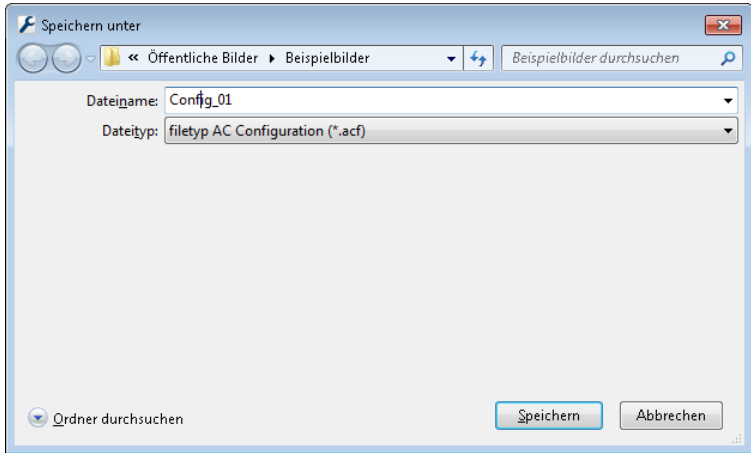 Speichern unter
« Öffentliche Bilder ▸ Beispielbilder
Beispielbilder durchsuchen
Dateiname: Config_01
Dateityp: filetyp AC Configuration (*.acf)
Ordner durchsuchen
Speichern
Abbrechen